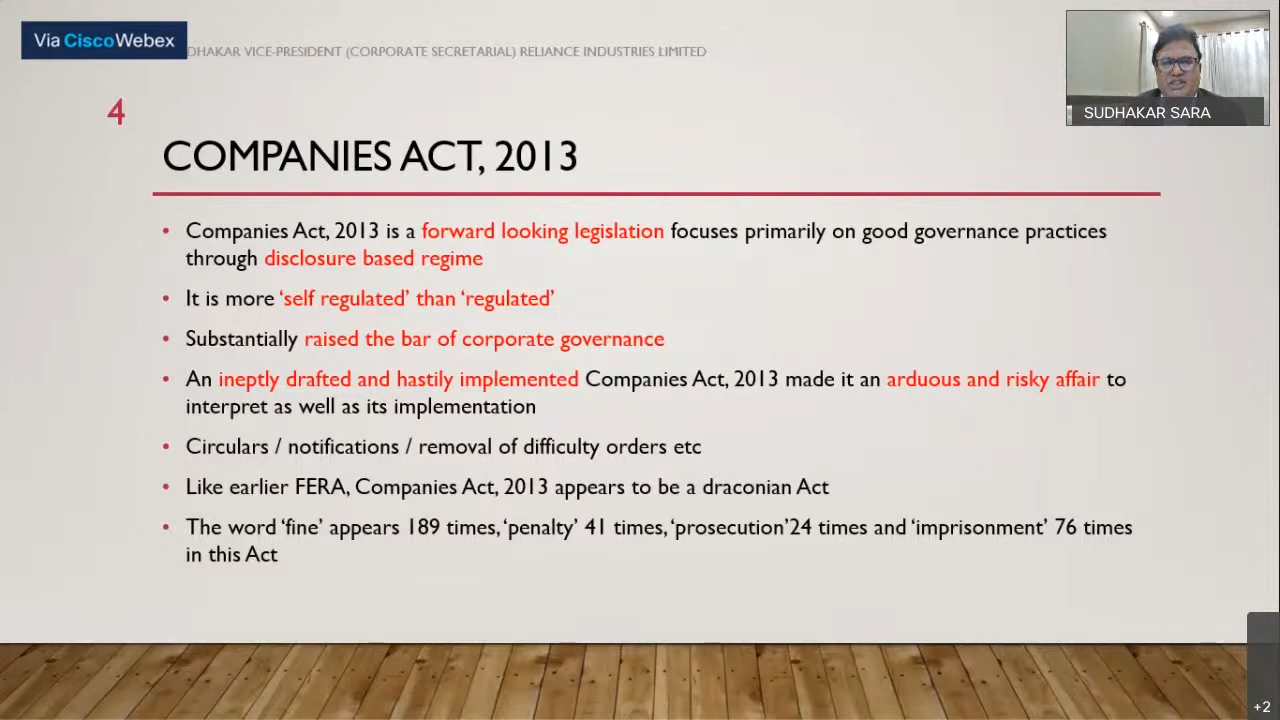 Via CiscoWebex
DHAKAR VICE-PRESIDENT (CORPORATE SECRETARIAL) RELIANCE INDUSTRIES LIMITED
SUDHAKAR SARA
4
COMPANIES ACT, 2013
• Companies Act, 2013 is a forward looking legislation focuses primarily on good governance practices
through disclosure based regime
• It is more ‘self regulated’ than ‘regulated’
• Substantially raised the bar of corporate governance
• An ineptly drafted and hastily implemented Companies Act, 2013 made it an arduous and risky affair to
interpret as well as its implementation
• Circulars / notifications / removal of difficulty orders etc
• Like earlier FERA, Companies Act, 2013 appears to be a draconian Act
• The word ‘fine’ appears 189 times, ‘penalty’ 41 times, ‘prosecution’24 times and ‘imprisonment’ 76 times
in this Act
+2